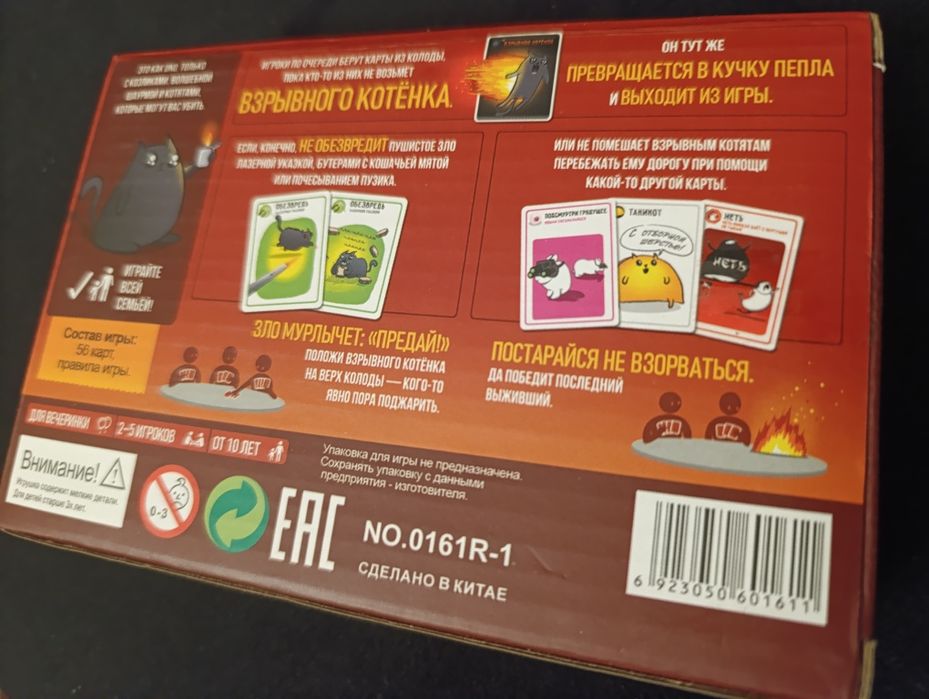 ЭТО КАК УНО, ТОЛЬКО
С КОЗЛИКАМИ, ВОЛШЕБНОЙ
ШАУРМОЙ И КОТЯТАМИ,
КОТОРЫЕ МОГУТ ВАС УБИТЬ.
ИГРОКИ ПО ОЧЕРЕДИ БЕРУТ КАРТЫ ИЗ КОЛОДЫ,
ПОКА КТО-ТО ИЗ НИХ НЕ ВОЗЬМЁТ
ВЗРЫВНОГО КОТЁНКА.
ВЗРЫВНОЙ КОТЕНОК
ОН ТУТ ЖЕ
ПРЕВРАЩАЕТСЯ В КУЧКУ ПЕПЛА
И ВЫХОДИТ ИЗ ИГРЫ.
ЕСЛИ, КОНЕЧНО, НЕ ОБЕЗВРЕДИТ ПУШИСТОЕ ЗЛО
ЛАЗЕРНОЙ УКАЗКОЙ, БУТЕРАМИ С КОШАЧЬЕЙ МЯТОЙ
ИЛИ ПОЧЕСЫВАНИЕМ ПУЗИКА.
ОБЕЗВРЕДЬ
ОБЕЗВРЕДЬ
ИЛИ НЕ ПОМЕШАЕТ ВЗРЫВНЫМ КОТЯТАМ
ПЕРЕБЕЖАТЬ ЕМУ ДОРОГУ ПРИ ПОМОЩИ
КАКОЙ-ТО ДРУГОЙ КАРТЫ.
ПОДСМУРТРИ ГРЯДУЩЕЕ
ТАКИКОТ
С ОТБОРНОЙ
ШЕРСТЬЮ!
НЕТЬ
НЕТЬ
ИГРАЙТЕ
ВСЕЙ
СЕМЬЁЙ!
Состав игры:
56 карт,
правила игры.
ЗЛО МУРЛЫЧЕТ: «ПРЕДАЙ!»
ПОЛОЖИ ВЗРЫВНОГО КОТЁНКА
НА ВЕРХ КОЛОДЫ — КОГО-ТО
ЯВНО ПОРА ПОДЖАРИТЬ.
ПОСТАРАЙСЯ НЕ ВЗОРВАТЬСЯ.
ДА ПОБЕДИТ ПОСЛЕДНИЙ
ВЫЖИВШИЙ.
ДЛЯ ВЕЧЕРИНКИ 2-5 ИГРОКОВ ОТ 10 ЛЕТ
Внимание!
Игрушка содержит мелкие детали.
Для детей старше 3х лет.
0-3
EAC
Упаковка для игры не предназначена.
Сохранять упаковку с данными
предприятия - изготовителя.
NO.0161R-1
СДЕЛАНО В КИТАЕ
6 923050 601611